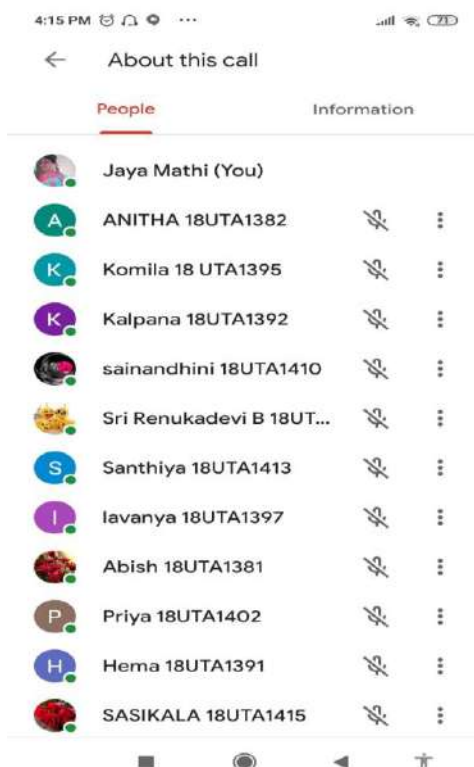 4:15 PM
71
About this call
People Information
Jaya Mathi (You)
A ANITHA 18UTA1382
K Komila 18 UTA1395
K Kalpana 18UTA1392
sainandhini 18UTA1410
Sri Renukadevi B 18UT...
S Santhiya 18UTA1413
l lavanya 18UTA1397
Abish 18UTA1381
P Priya 18UTA1402
H Hema 18UTA1391
SASIKALA 18UTA1415